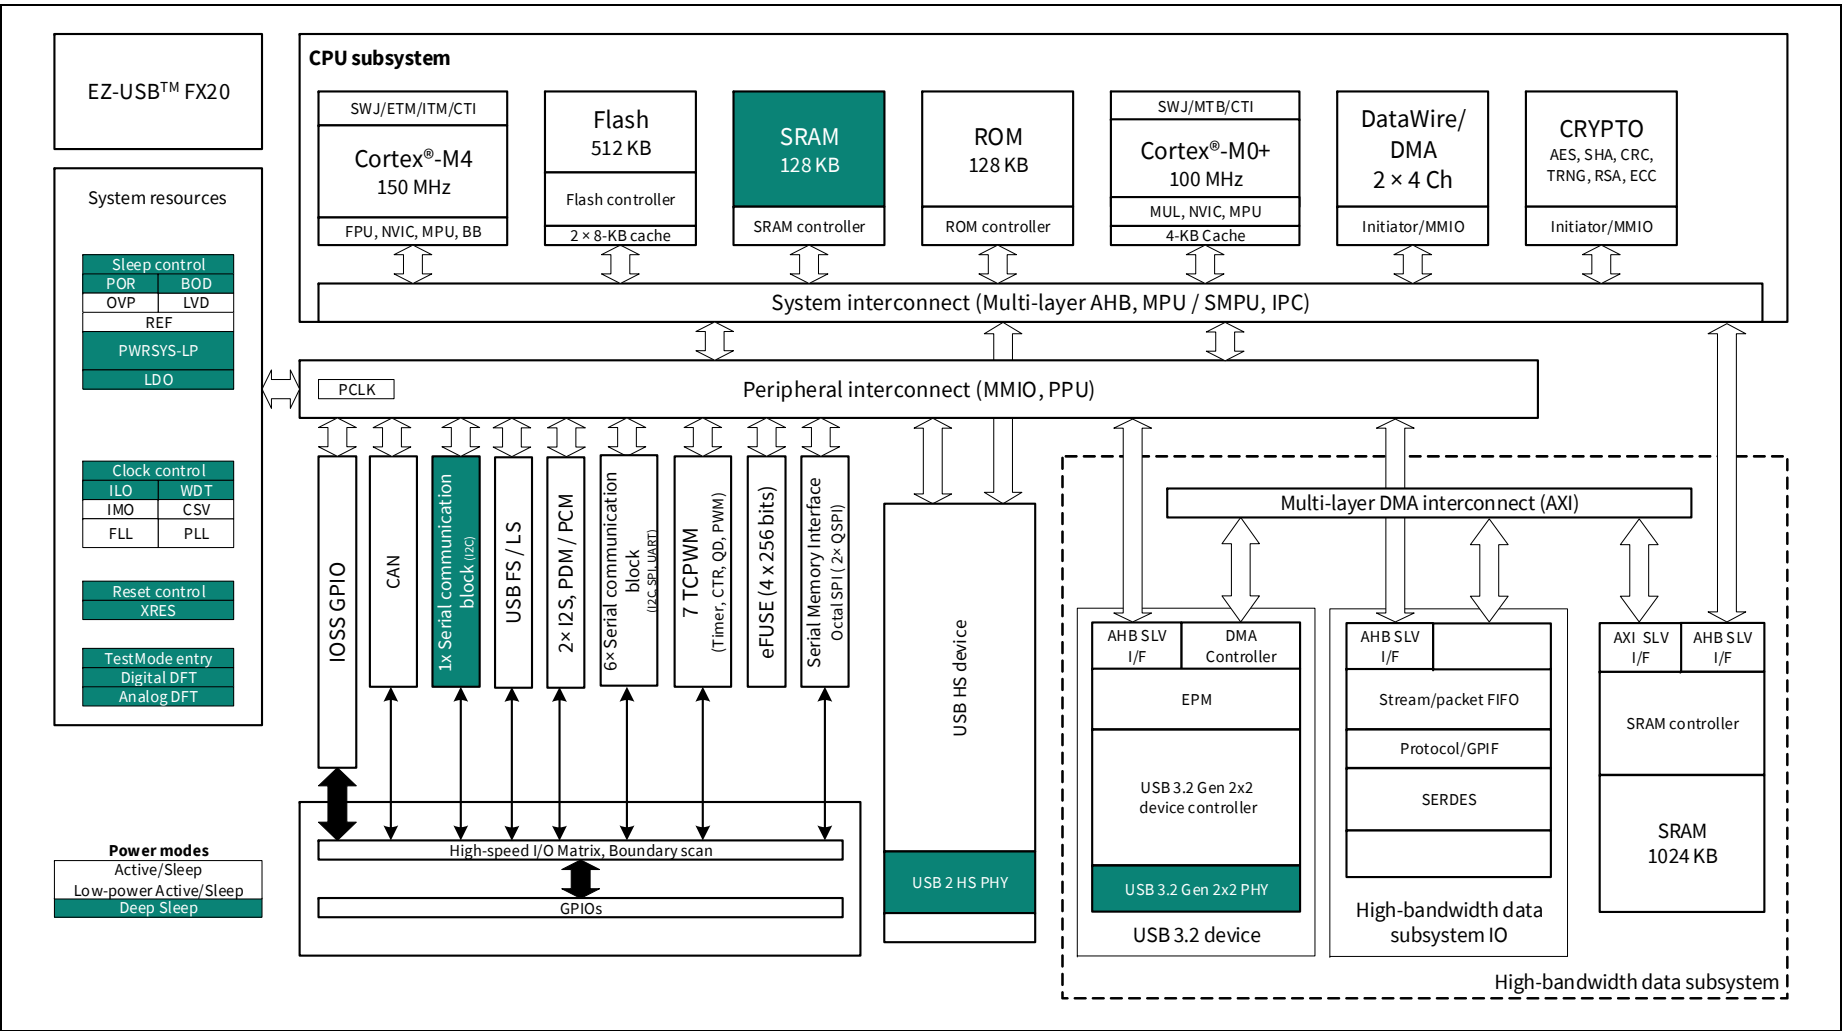 EZ-USB™ FX20
System resources
Sleep control
POR BOD
OVP LVD
REF
PWRSYS-LP
LDO
Clock control
ILO WDT
IMO CSV
FLL PLL
Reset control
XRES
TestMode entry
Digital DFT
Analog DFT
Power modes
Active/Sleep
Low-power Active/Sleep
Deep Sleep
CPU subsystem
SWJ/ETM/ITM/CTI
Cortex®-M4
150 MHz
FPU, NVIC, MPU, BB
Flash
512 KB
Flash controller
2 × 8-KB cache
SRAM
128 KB
SRAM controller
ROM
128 KB
ROM controller
SWJ/MTB/CTI
Cortex®-M0+
100 MHz
MUL, NVIC, MPU
4-KB Cache
DataWire/
DMA
2 × 4 Ch
Initiator/MMIO
CRYPTO
AES, SHA, CRC,
TRNG, RSA, ECC
Initiator/MMIO
System interconnect (Multi-layer AHB, MPU / SMPU, IPC)
PCLK
Peripheral interconnect (MMIO, PPU)
IOSS GPIO
CAN
1x Serial communication
block (I2C)
USB FS / LS
2× I2S, PDM / PCM
6× Serial communication
block
(I2C, SPI, UART)
7 TCPWM
(Timer, CTR, QD, PWM)
eFUSE (4 x 256 bits)
Serial Memory Interface
Octal SPI ( 2× QSPI)
High-speed I/O Matrix, Boundary scan
GPIOs
USB HS device
USB 2 HS PHY
Multi-layer DMA interconnect (AXI)
AHB SLV
I/F
DMA
Controller
EPM
USB 3.2 Gen 2x2
device controller
USB 3.2 Gen 2x2 PHY
USB 3.2 device
AHB SLV
I/F
Stream/packet FIFO
Protocol/GPIF
SERDES
High-bandwidth data
subsystem IO
AXI SLV
I/F
AHB SLV
I/F
SRAM controller
SRAM
1024 KB
High-bandwidth data subsystem